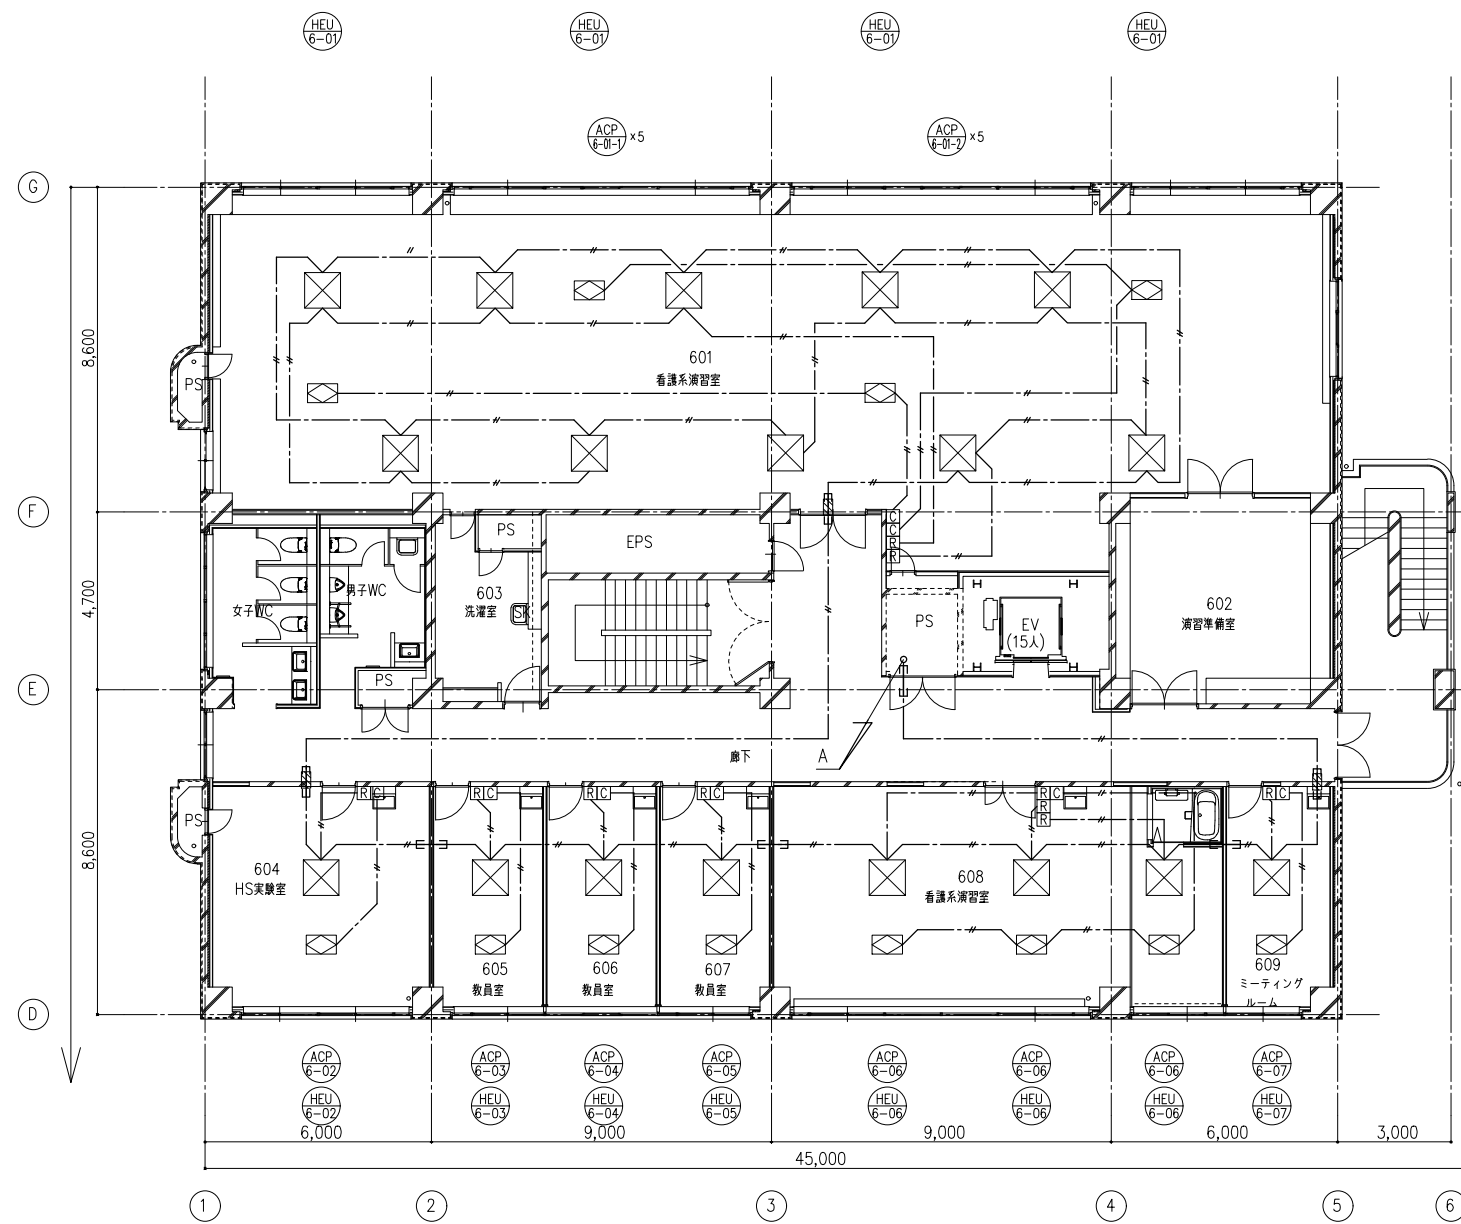 HEU
6-01
HEU
6-01
HEU
6-01
HEU
6-01
ACP
6-01-1
×5
ACP
6-01-2
×5
G
8,600
601
看護系演習室
PS
F
C
C
R
R
PS
EPS
4,700
女子WC
男子WC
603
洗濯室
SK
PS
EV
(15人)
602
演習準備室
PS
E
廊下
A
R C
R C
R C
R C
R C
R
R
R C
PS
8,600
604
HS実験室
605
教員室
606
教員室
607
教員室
608
看護系演習室
609
ミーティング
ルーム
D
ACP
6-02
ACP
6-03
ACP
6-04
ACP
6-05
ACP
6-06
ACP
6-06
ACP
6-06
ACP
6-07
HEU
6-02
HEU
6-03
HEU
6-04
HEU
6-05
HEU
6-06
HEU
6-06
HEU
6-06
HEU
6-07
6,000
9,000
9,000
6,000
3,000
45,000
1
2
3
4
5
6